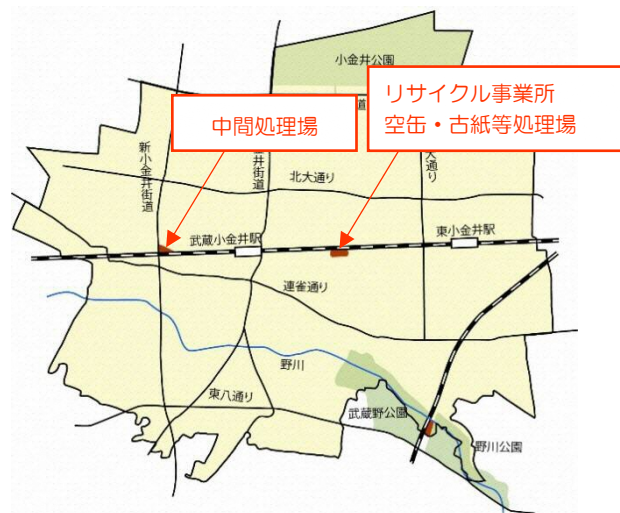 小金井公園
道
リサイクル事業所
空缶・古紙等処理場
中間処理場
新小金井街道
金井街道
大通り
北大通り
武蔵小金井駅
東小金井駅
連雀通り
野川
東八通り
武蔵野公園
野川公園